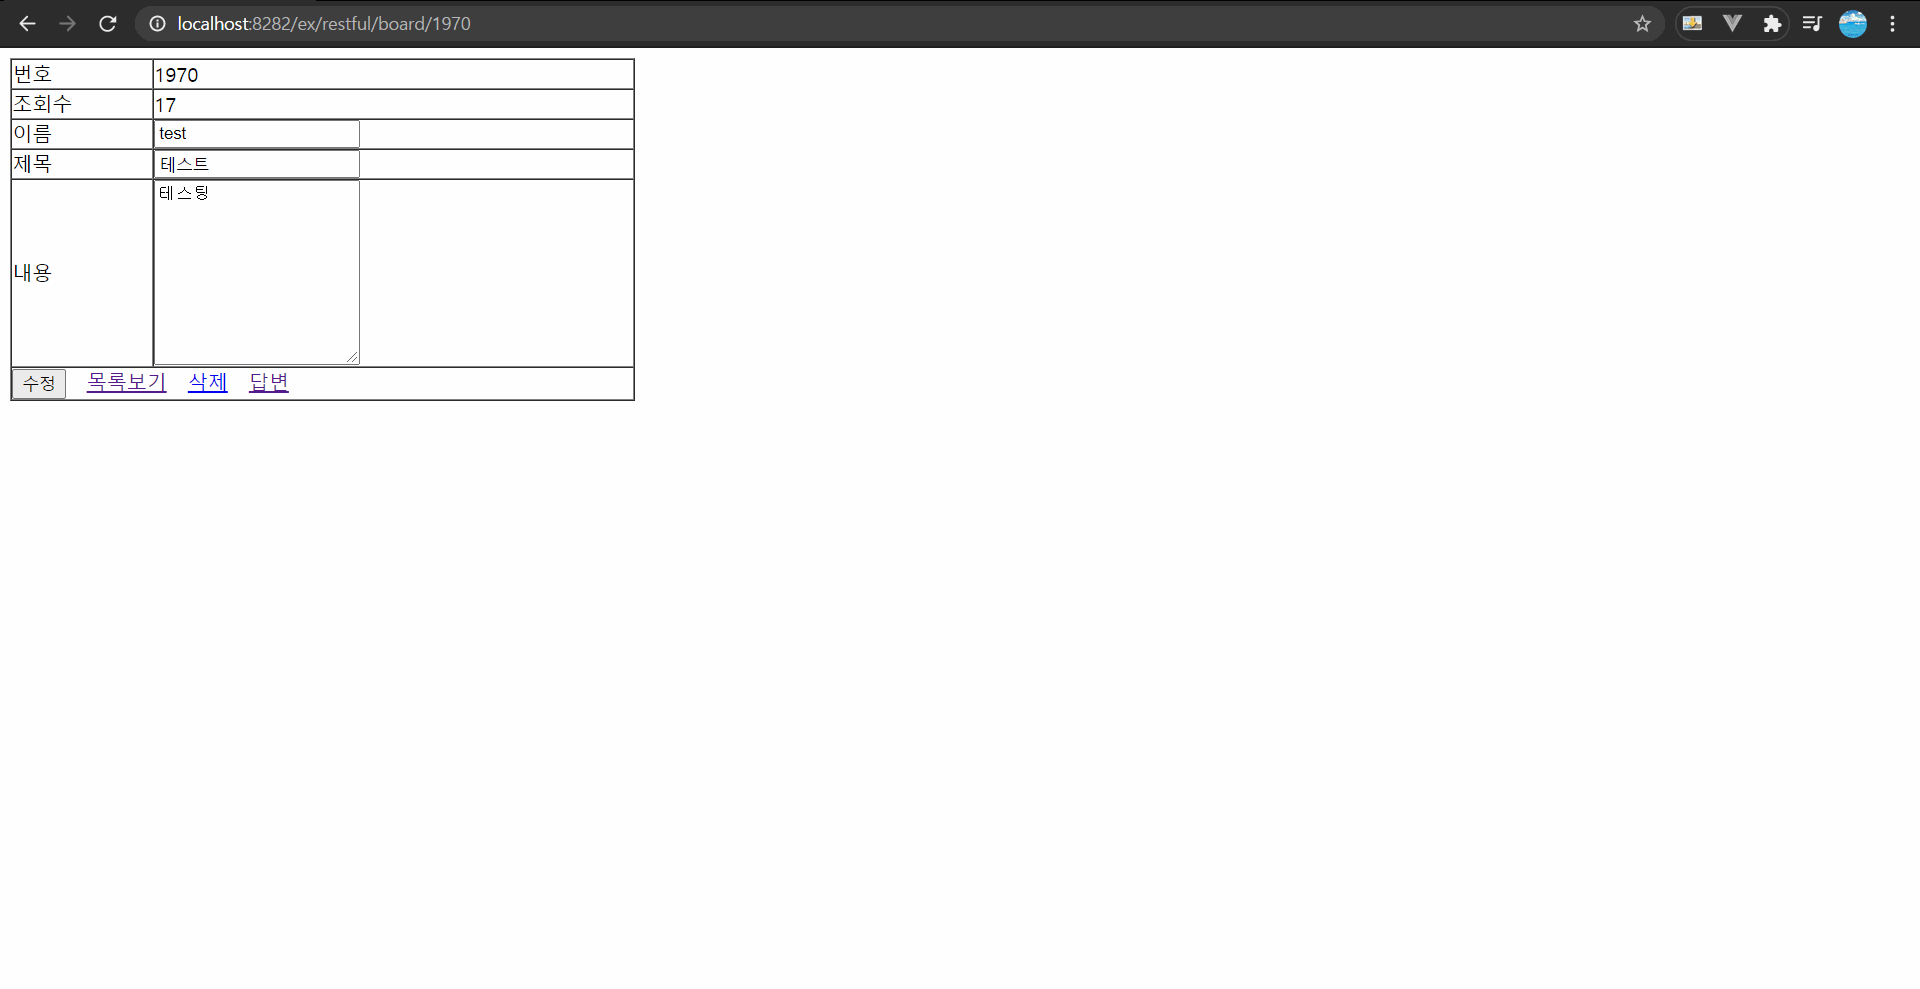 localhost:8282/ex/restful/board/1970
번호 1970
조회수 17
이름 test
제목 테스트
내용 테스팅
수정 목록보기 삭제 답변